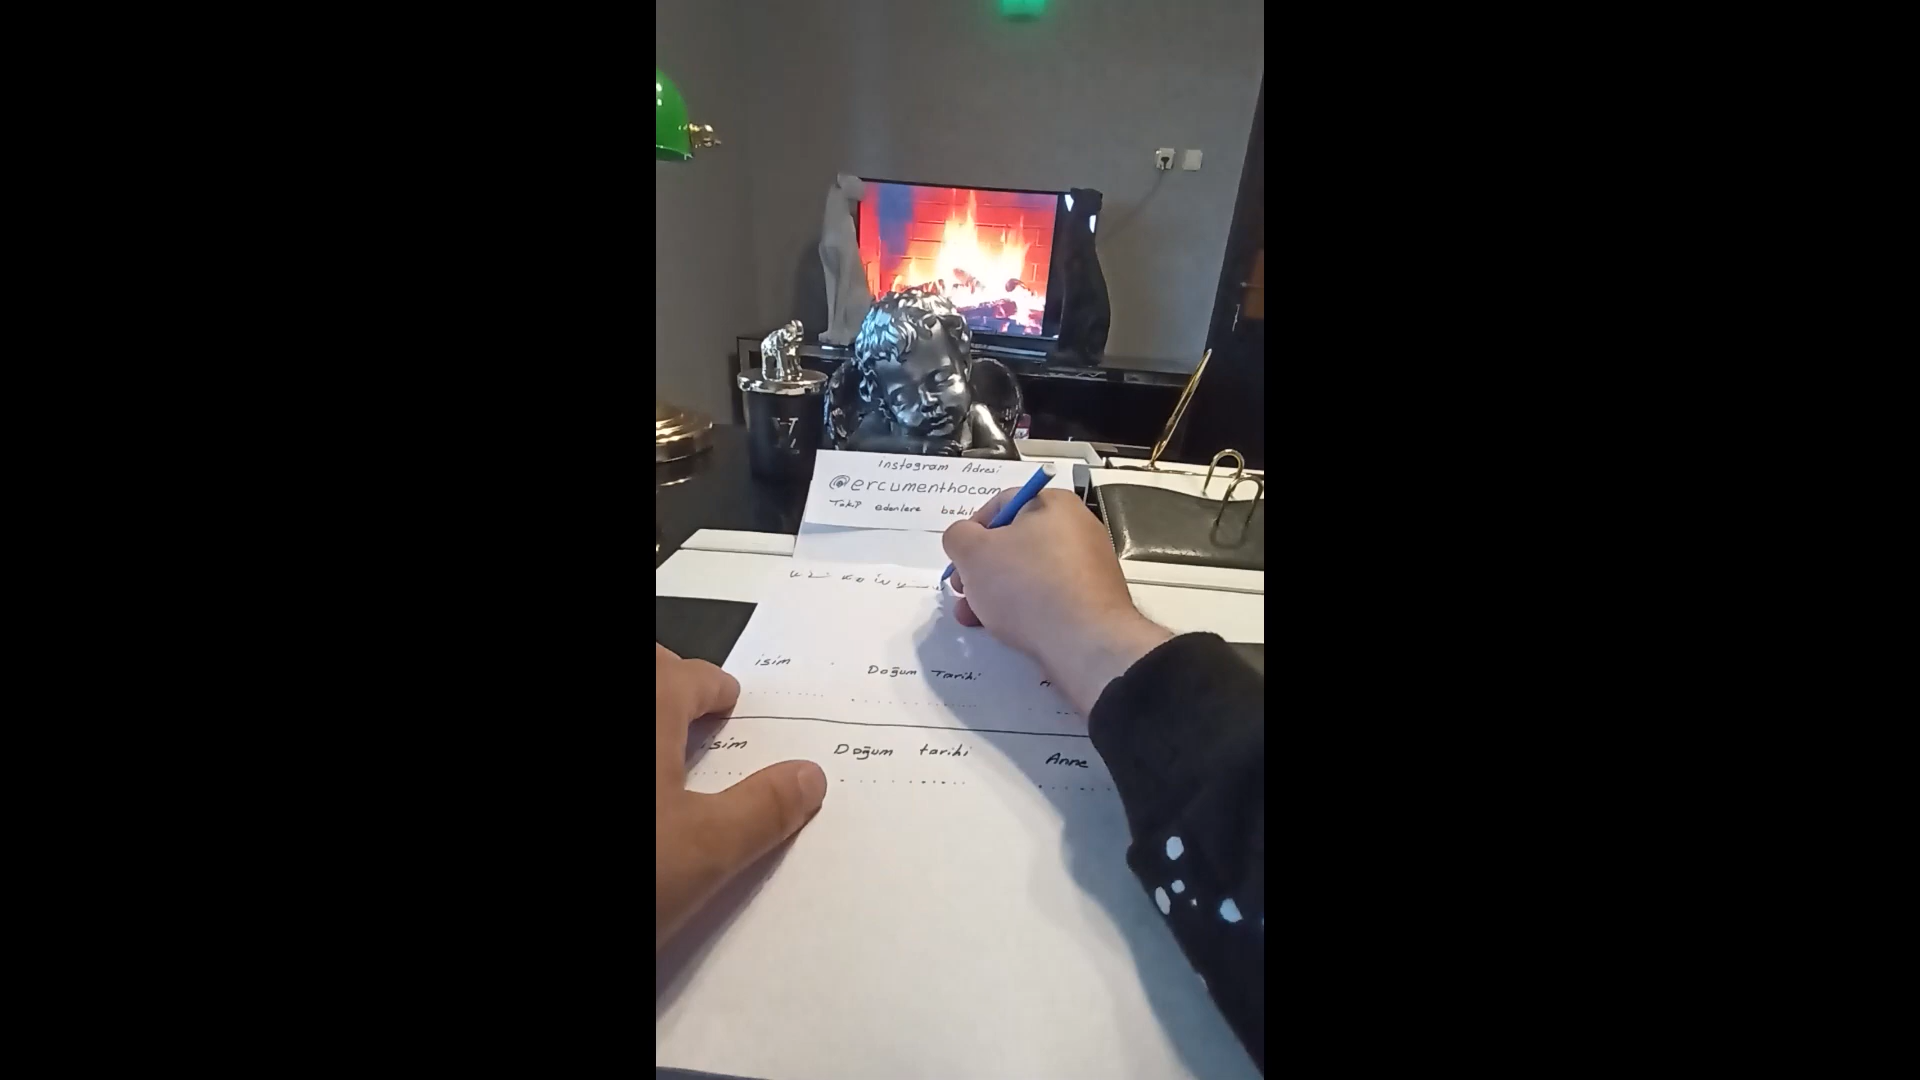 instagram Adresi
@ercumenthocam
Takip edenlere
isim Doğum Tarihi
isim Doğum tarihi Anne